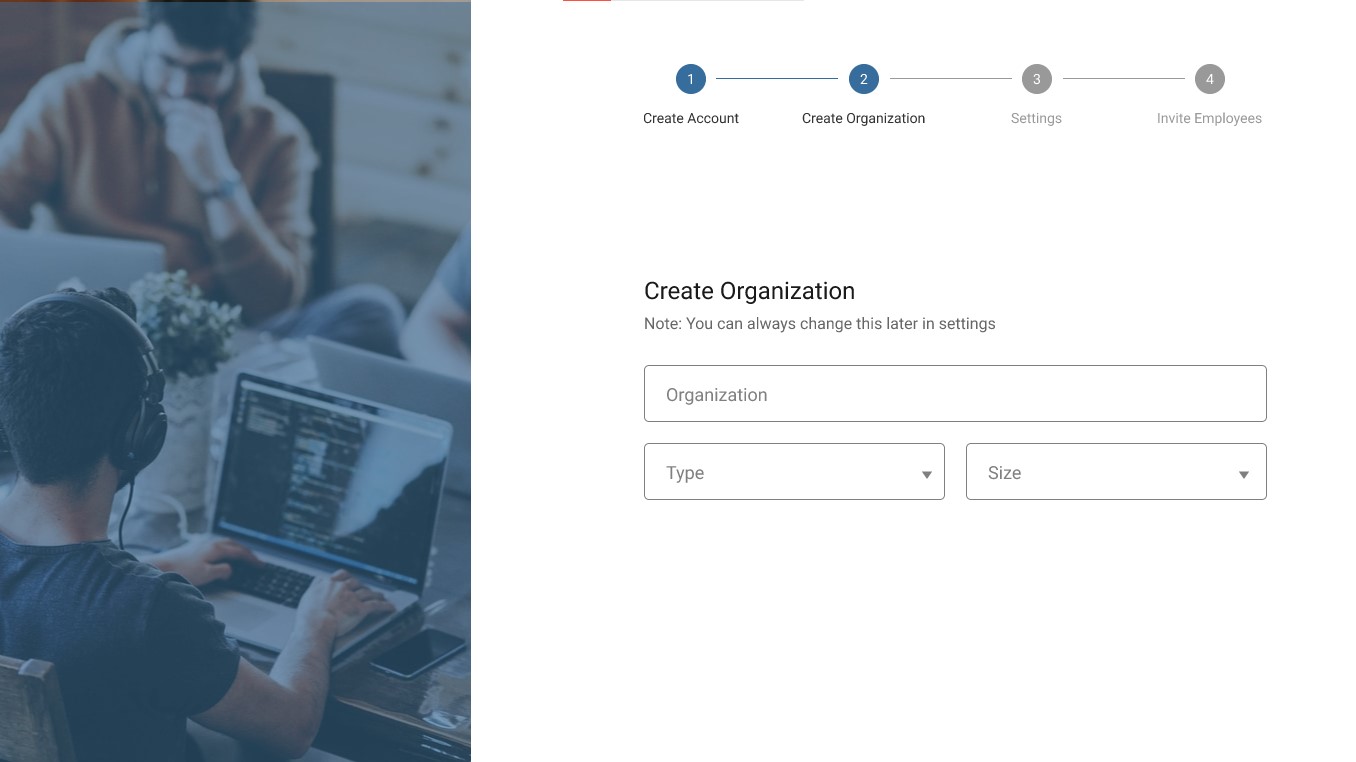 1 2 3 4
Create Account Create Organization Settings Invite Employees
Create Organization
Note: You can always change this later in settings
Organization
Type Size